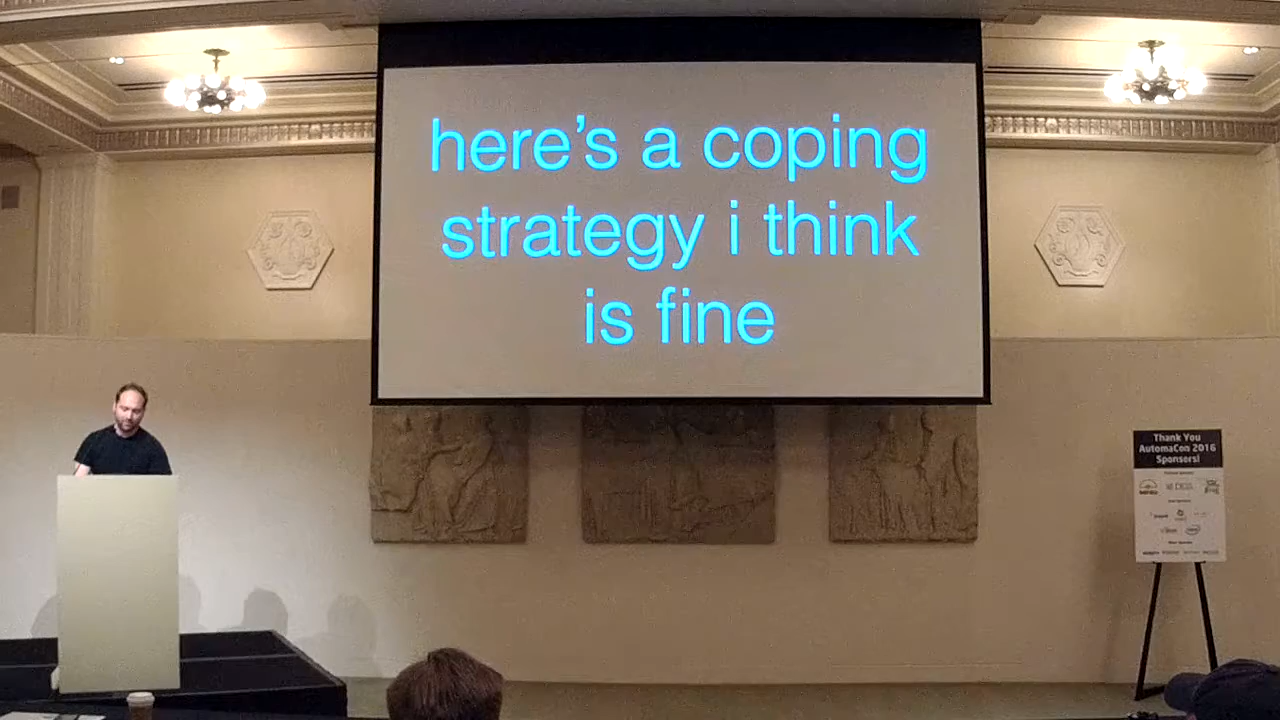 here's a coping
strategy i think
is fine
Thank You
AutomaCon 2016
Sponsors!